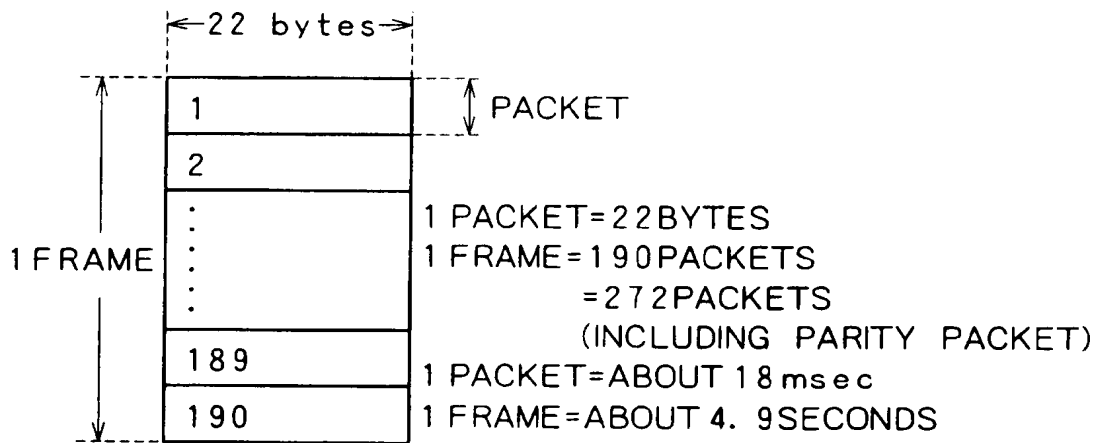 22 bytes
1
PACKET
2
1 PACKET=22BYTES
1 FRAME
1 FRAME=190PACKETS
=272PACKETS
(INCLUDING PARITY PACKET)
189
1 PACKET=ABOUT 18msec
190
1 FRAME=ABOUT 4. 9SECONDS